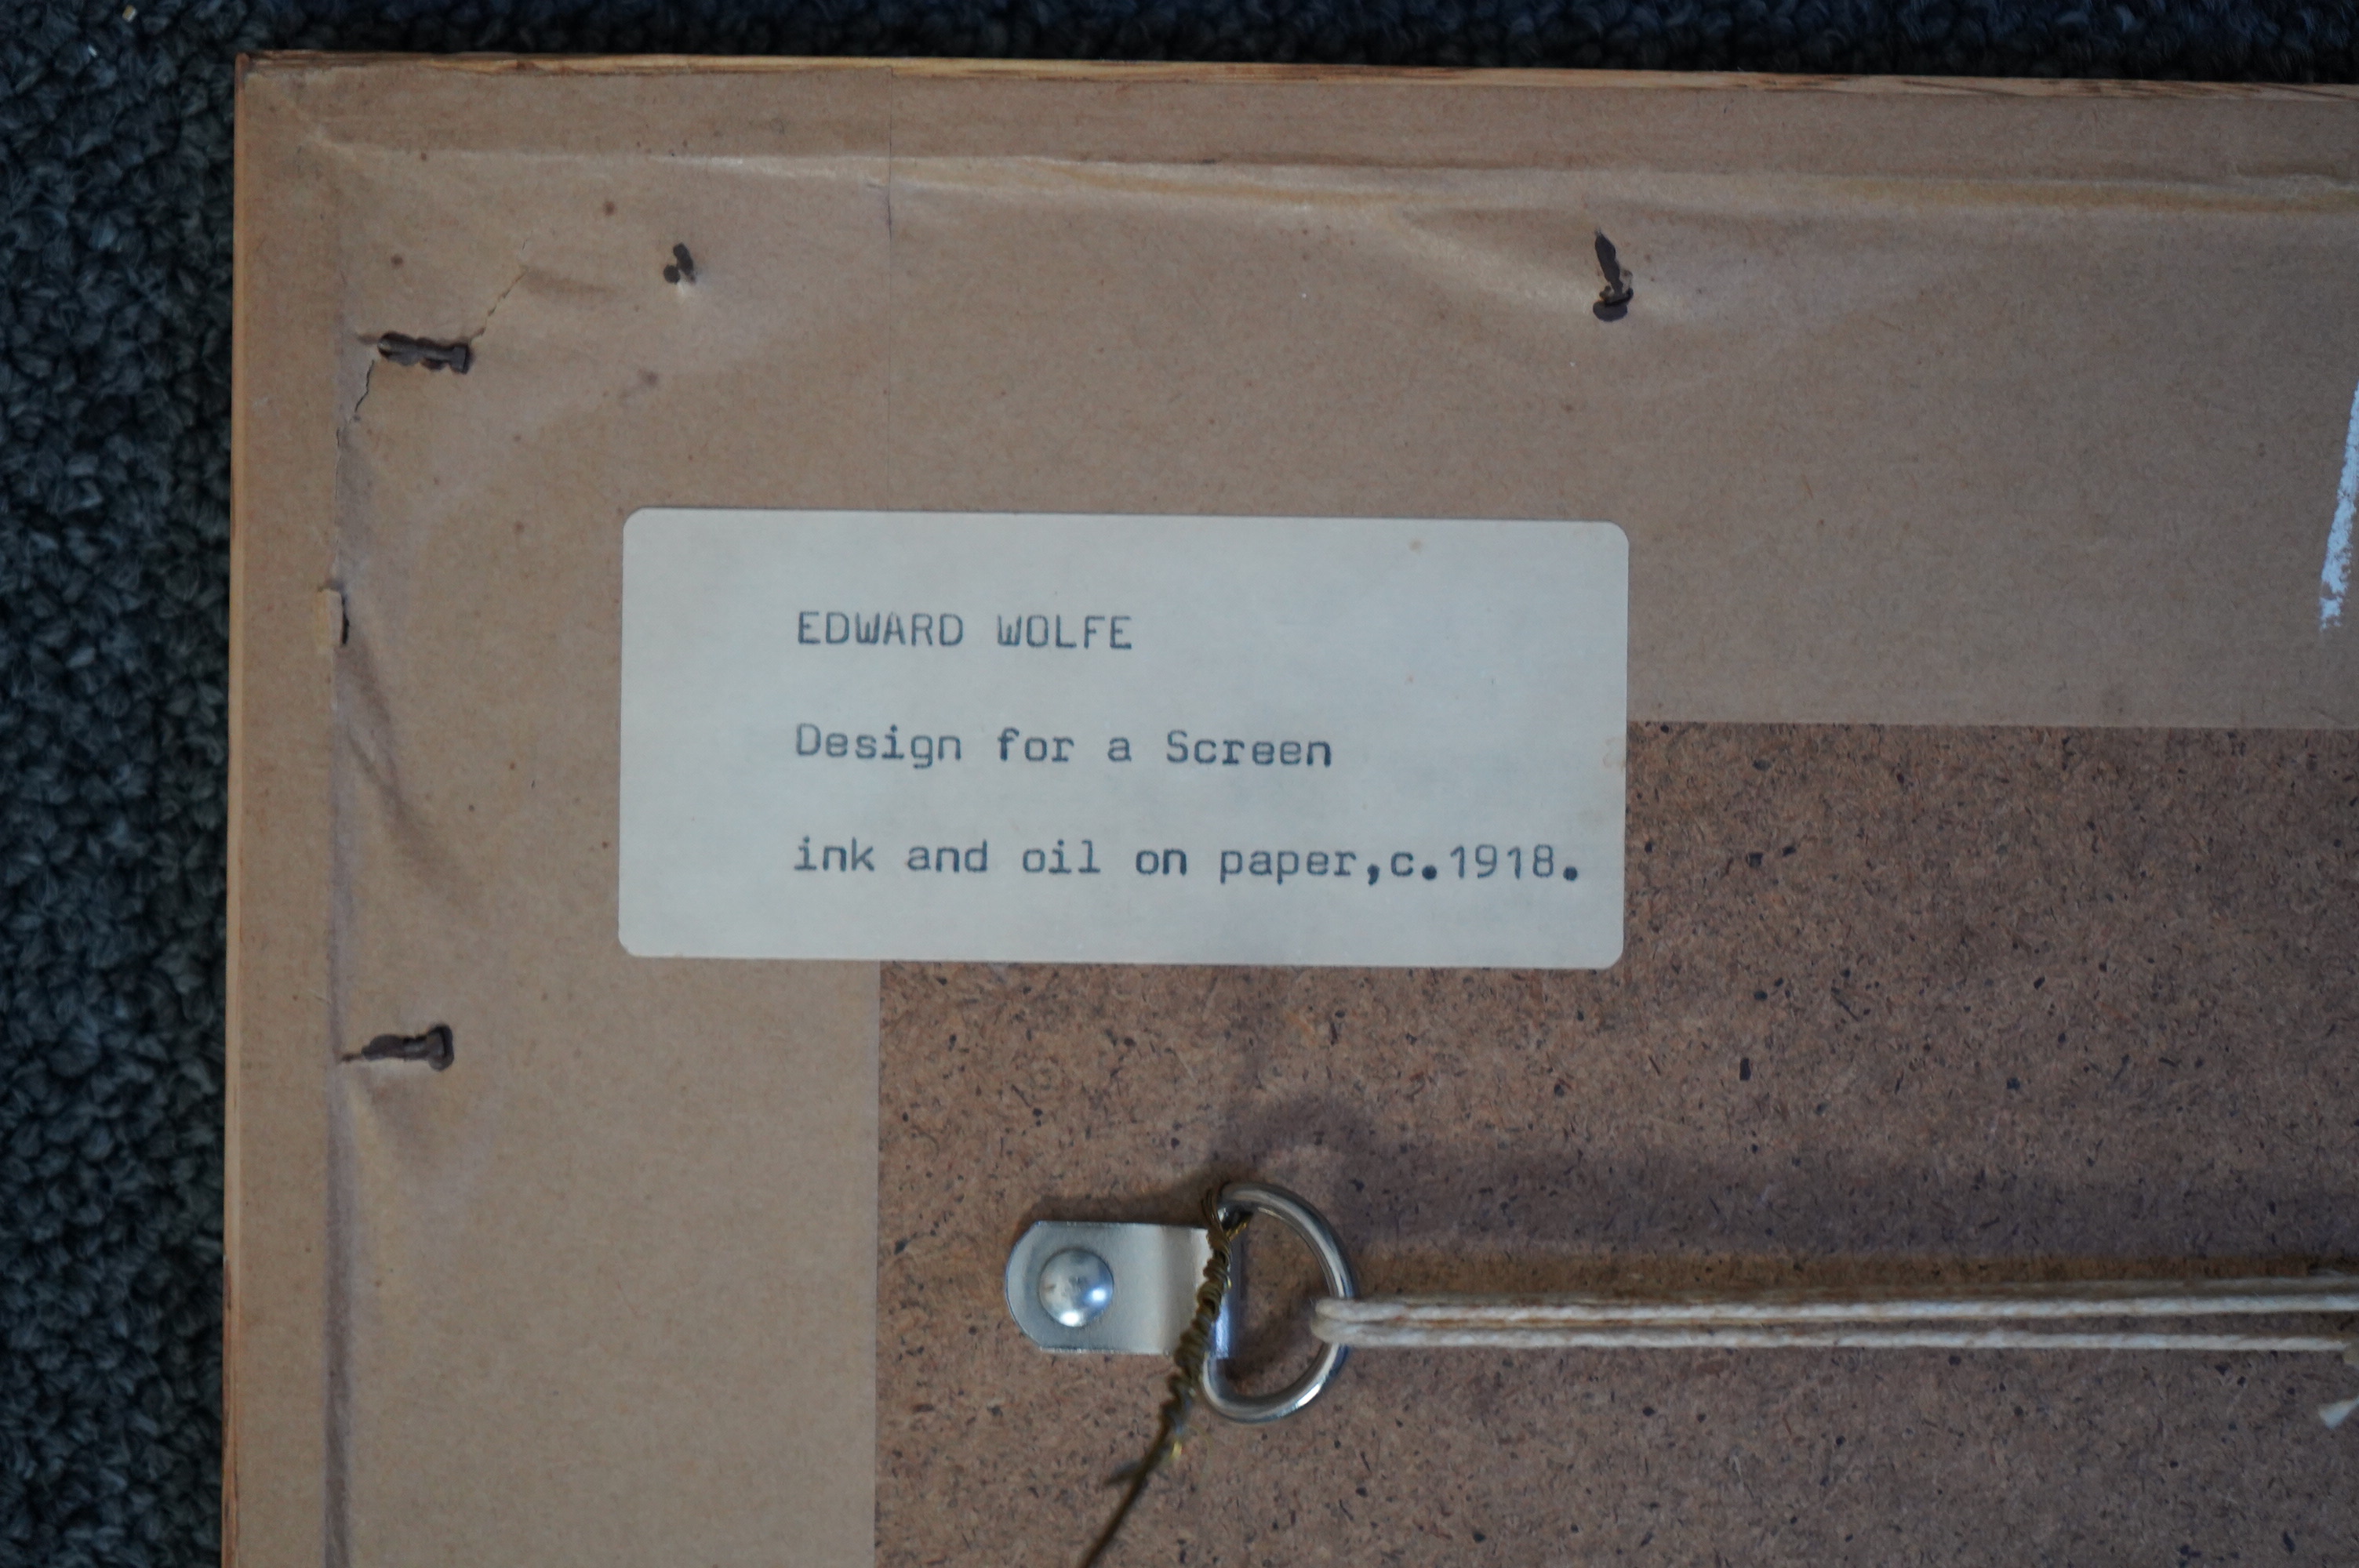 EDWARD WOLFE
Design for a Screen
ink and oil on paper,c.1918.